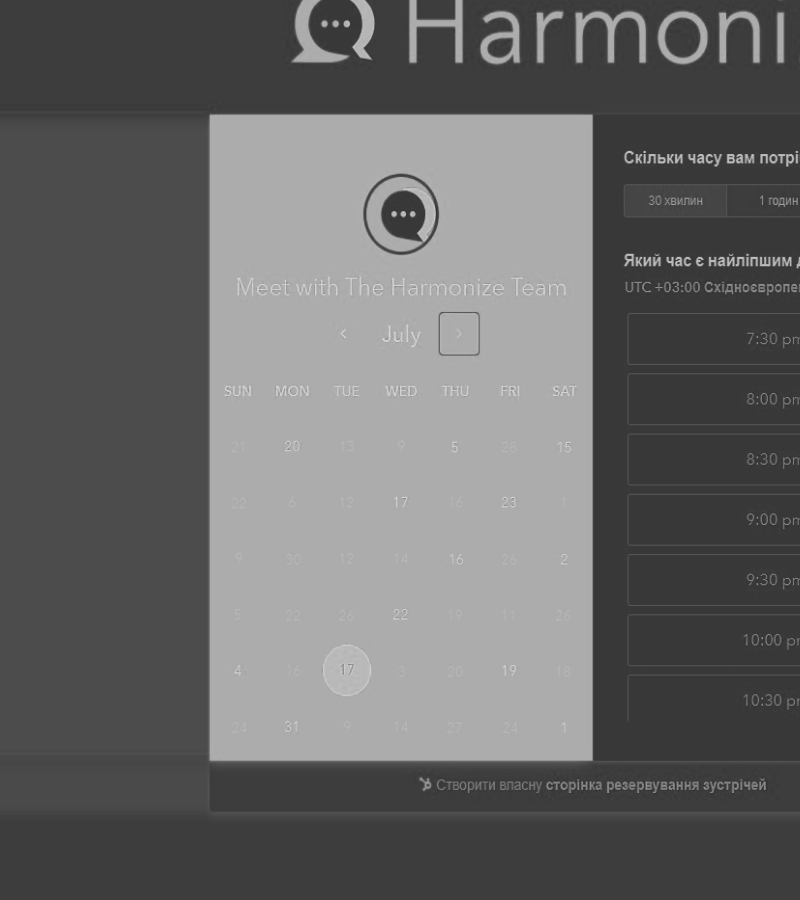 Harmoni
Meet with The Harmonize Team
July
SUN MON TUE WED THU FRI SAT
21 20 13 9 5 26 15
22 6 12 17 16 23 1
9 30 12 14 16 26 2
5 22 26 22 19 11 26
4 16 17 3 20 19 18
24 31 9 14 27 24 1
Скільки часу вам потрі
30 хвилин 1 годин
Який час є найліпшим
UTC +03:00 Східноєвропе
7:30 pm
8:00 pm
8:30 pm
9:00 pm
9:30 pm
10:00 pm
10:30 pm
Створити власну сторінка резервування зустрічей